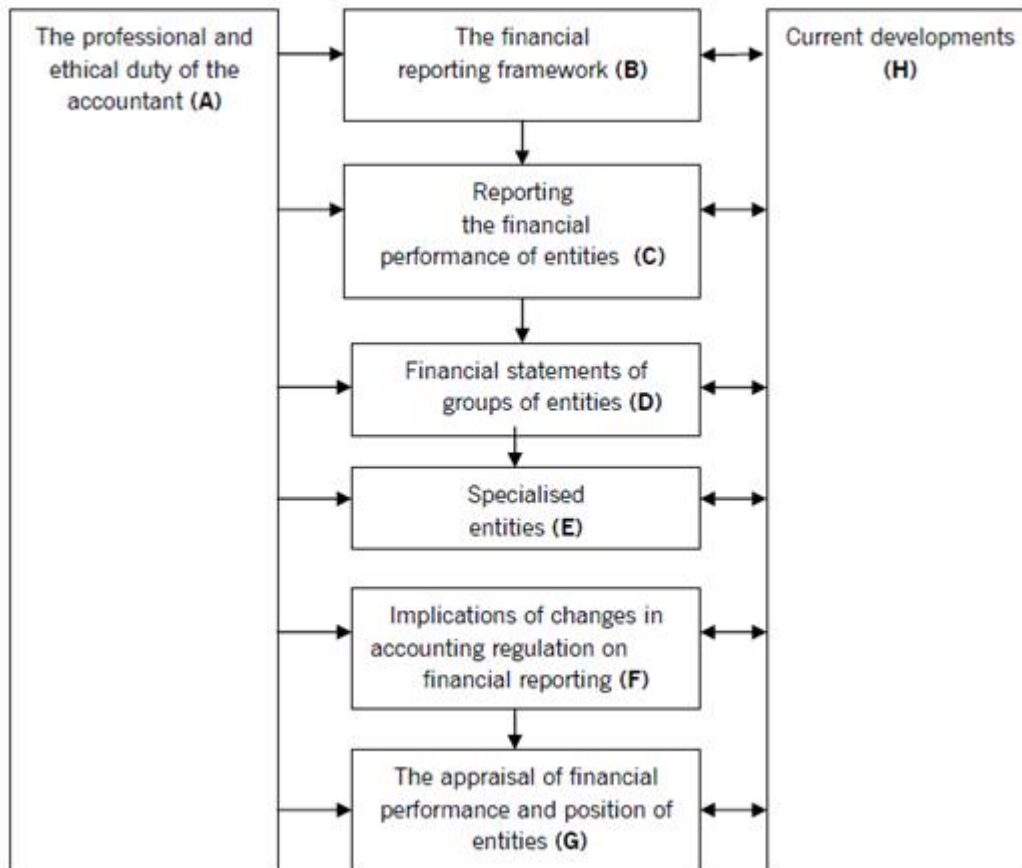 The professional and
ethical duty of the
accountant (A)
The financial
reporting framework (B)
Current developments
(H)
Reporting
the financial
performance of entities (C)
Financial statements of
groups of entities (D)
Specialised
entities (E)
Implications of changes in
accounting regulation on
financial reporting (F)
The appraisal of financial
performance and position of
entities (G)